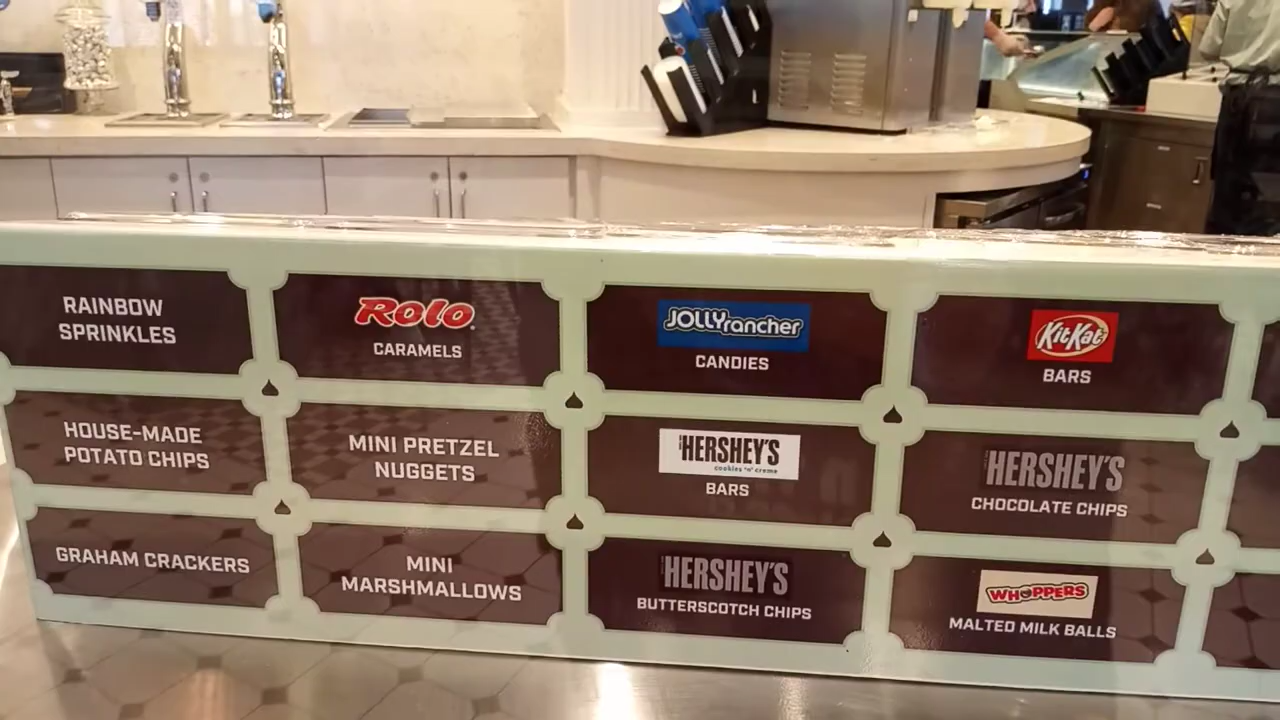 RAINBOW
SPRINKLES
ROLO
CARAMELS
JOLLY rancher
CANDIES
KitKat
BARS
HOUSE-MADE
POTATO CHIPS
MINI PRETZEL
NUGGETS
HERSHEY'S
cookies 'n' creme
BARS
HERSHEY'S
CHOCOLATE CHIPS
GRAHAM CRACKERS
MINI
MARSHMALLOWS
HERSHEY'S
BUTTERSCOTCH CHIPS
WHOPPERS
MALTED MILK BALLS